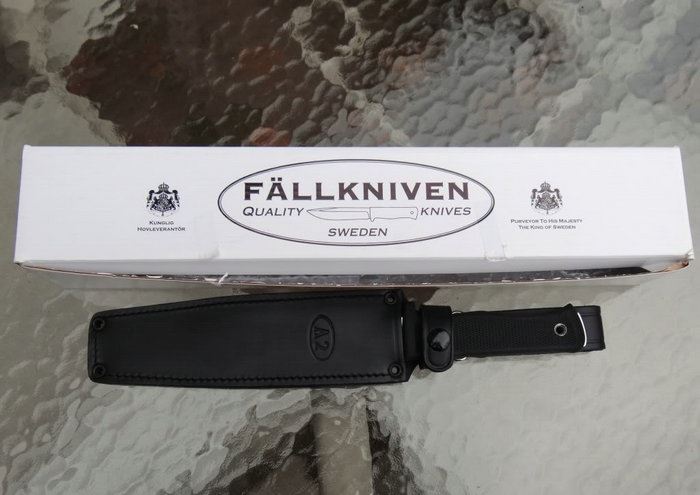 FÄLLKNIVEN
QUALITY KNIVES
SWEDEN
KUNGLIG
HOVLEVERANTÖR
PURVEYOR TO HIS MAJESTY
THE KING OF SWEDEN
A2